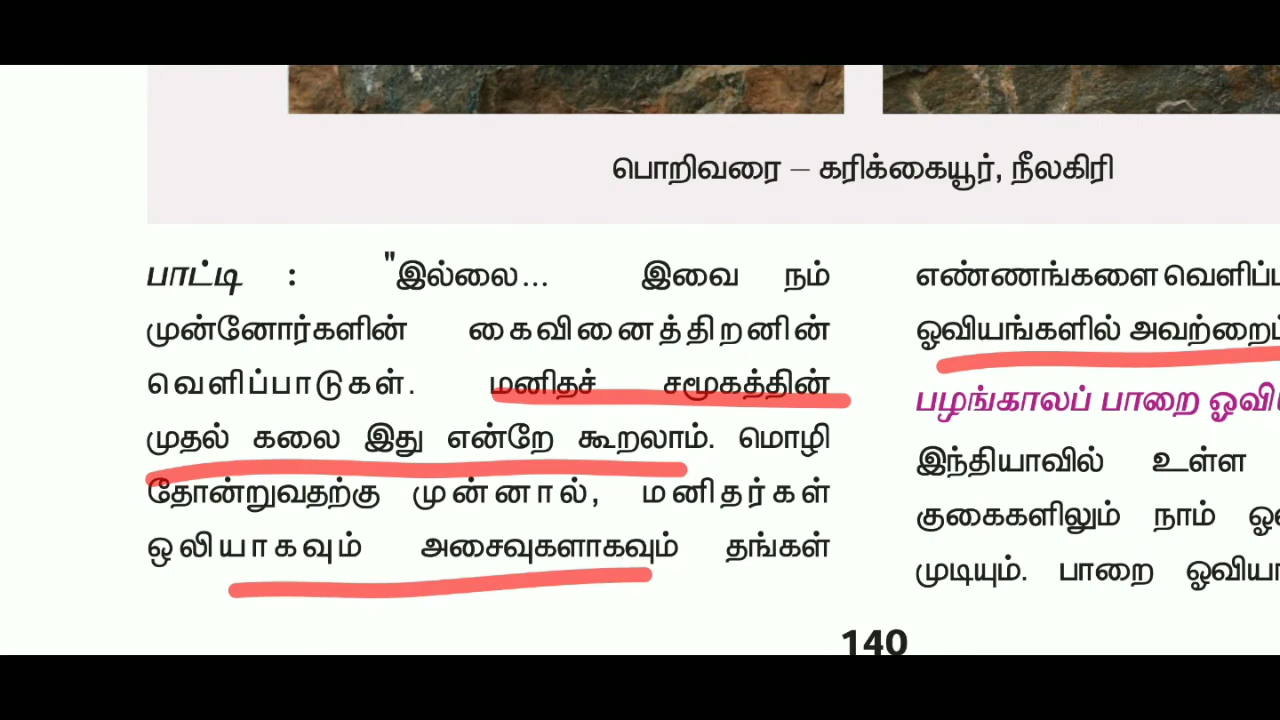 பொறிவரை – கரிக்கையூர், நீலகிரி
பாட்டி : "இல்லை... இவை நம்
முன்னோர்களின் கைவினைத்திறனின்
வெளிப்பாடுகள். மனிதச் சமூகத்தின்
முதல் கலை இது என்றே கூறலாம். மொழி
தோன்றுவதற்கு முன்னால், மனிதர்கள்
ஒலியாகவும் அசைவுகளாகவும் தங்கள்
எண்ணங்களை
ஓவியங்களில்
பழங்காலப் பாறை
இந்தியாவில் உள்ள
குகைகளிலும் நாம்
முடியும். பாறை
140